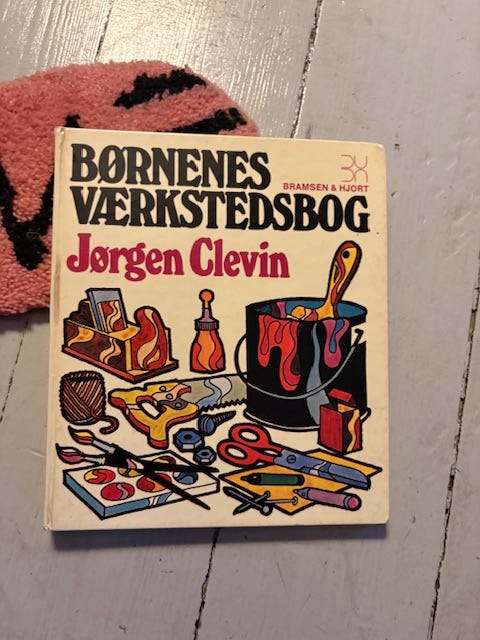 BØRNENES
BRAMSEN & HJORT
VÆRKSTEDSBOG
Jørgen Clevin